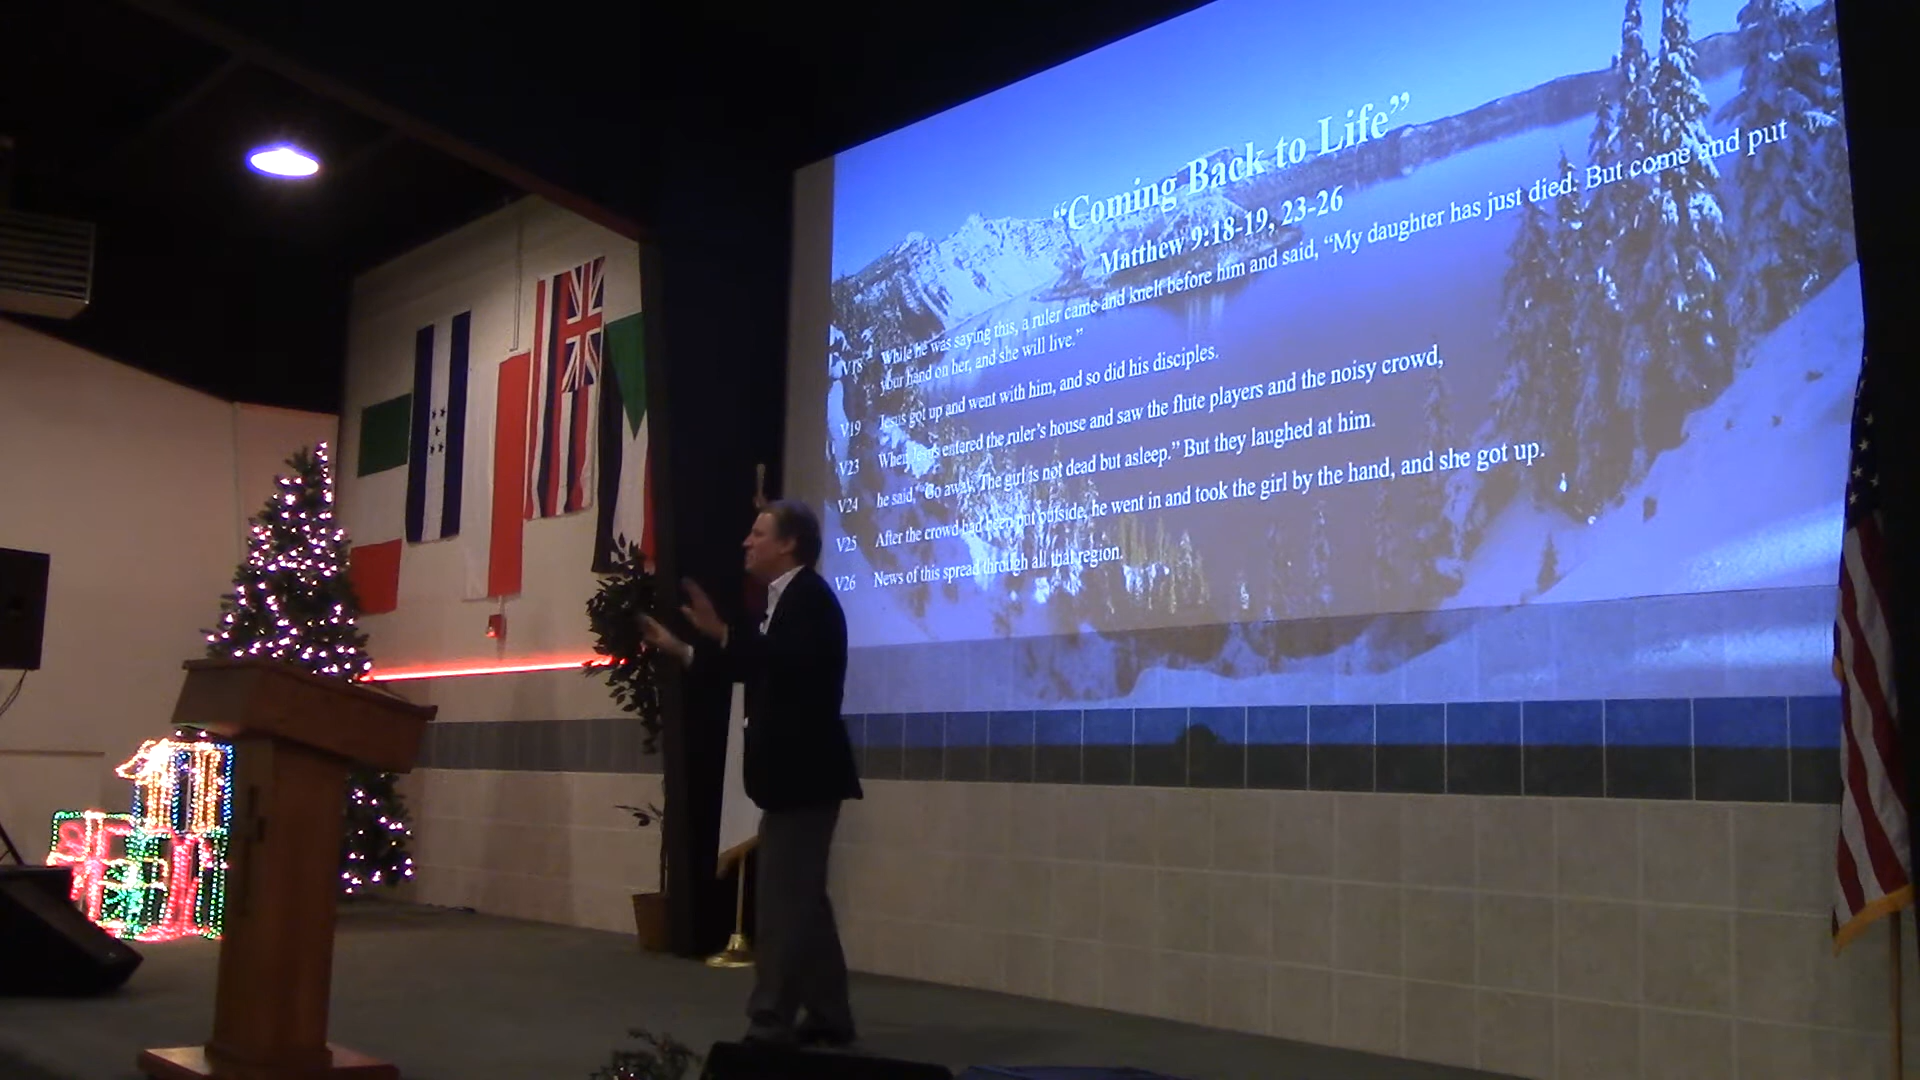 “Coming Back to Life”
Matthew 9:18-19, 23-26
V18 While he was saying this, a ruler came and knelt before him and said, “My daughter has just died. But come and put
your hand on her, and she will live.”
V19 Jesus got up and went with him, and so did his disciples.
V23 When Jesus entered the ruler’s house and saw the flute players and the noisy crowd,
V24 he said, “Go away. The girl is not dead but asleep.” But they laughed at him.
V25 After the crowd had been put outside, he went in and took the girl by the hand, and she got up.
V26 News of this spread through all that region.